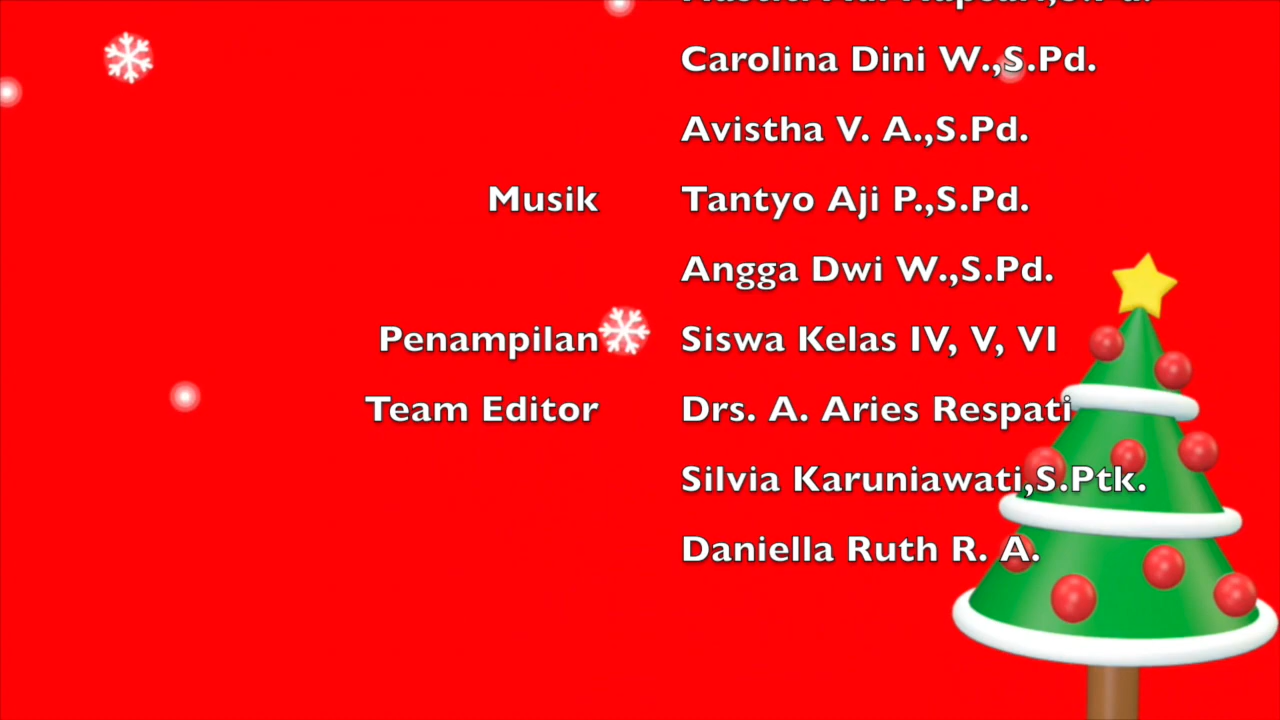 Carolina Dini W.,S.Pd.
Avistha V. A.,S.Pd.
Musik Tantyo Aji P.,S.Pd.
Angga Dwi W.,S.Pd.
Penampilan Siswa Kelas IV, V, VI
Team Editor Drs. A. Aries Respati
Silvia Karuniawati,S.Ptk.
Daniella Ruth R. A.